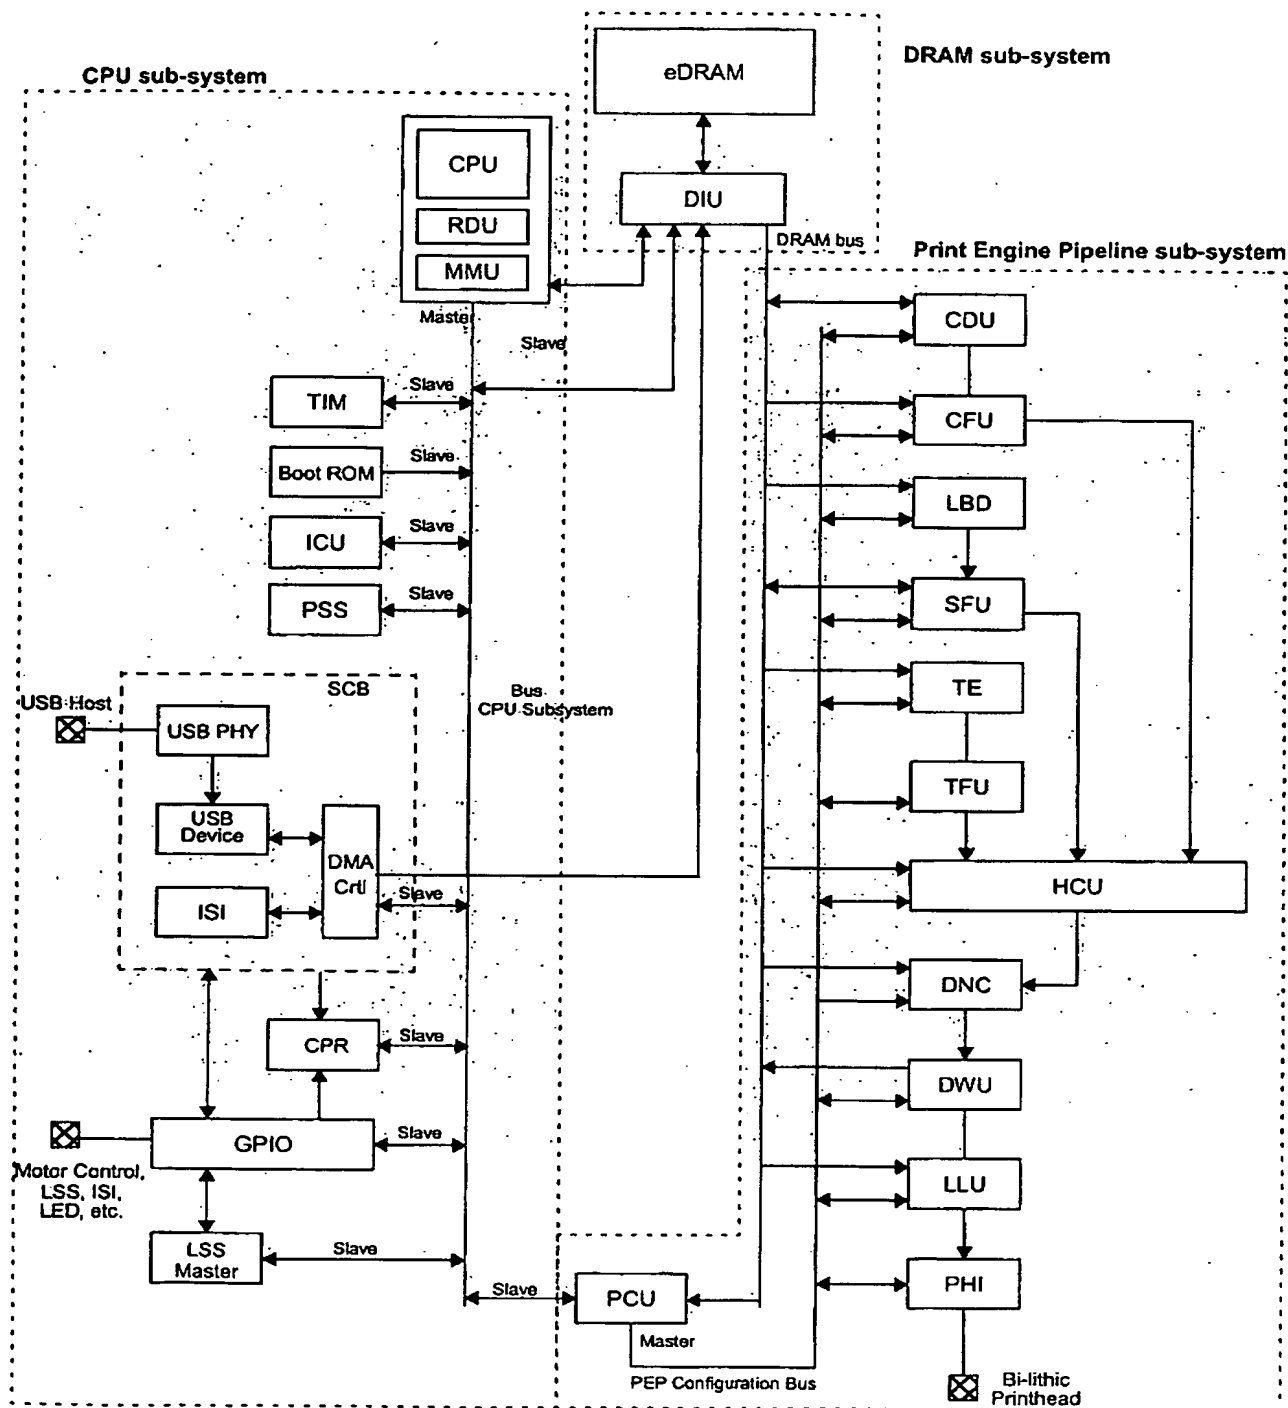 DRAM sub-system
CPU sub-system
eDRAM
CPU
DIU
RDU
DRAM bus
MMU
Print Engine Pipeline sub-system
Master
CDU
Slave
Slave
TIM
CFU
Slave
Boot ROM
LBD
Slave
ICU
Slave
PSS
SFU
SCB
TE
USB Host
Bus
CPU Subsystem
USB PHY
TFU
USB
Device
DMA
Crtl
HCU
Slave
ISI
DNC
CPR
Slave
DWU
GPIO
Slave
Motor Control,
LSS, ISI,
LED, etc.
LLU
LSS
Master
Slave
PHI
Slave
PCU
Master
PEP Configuration Bus
Bi-lithic
Printhead